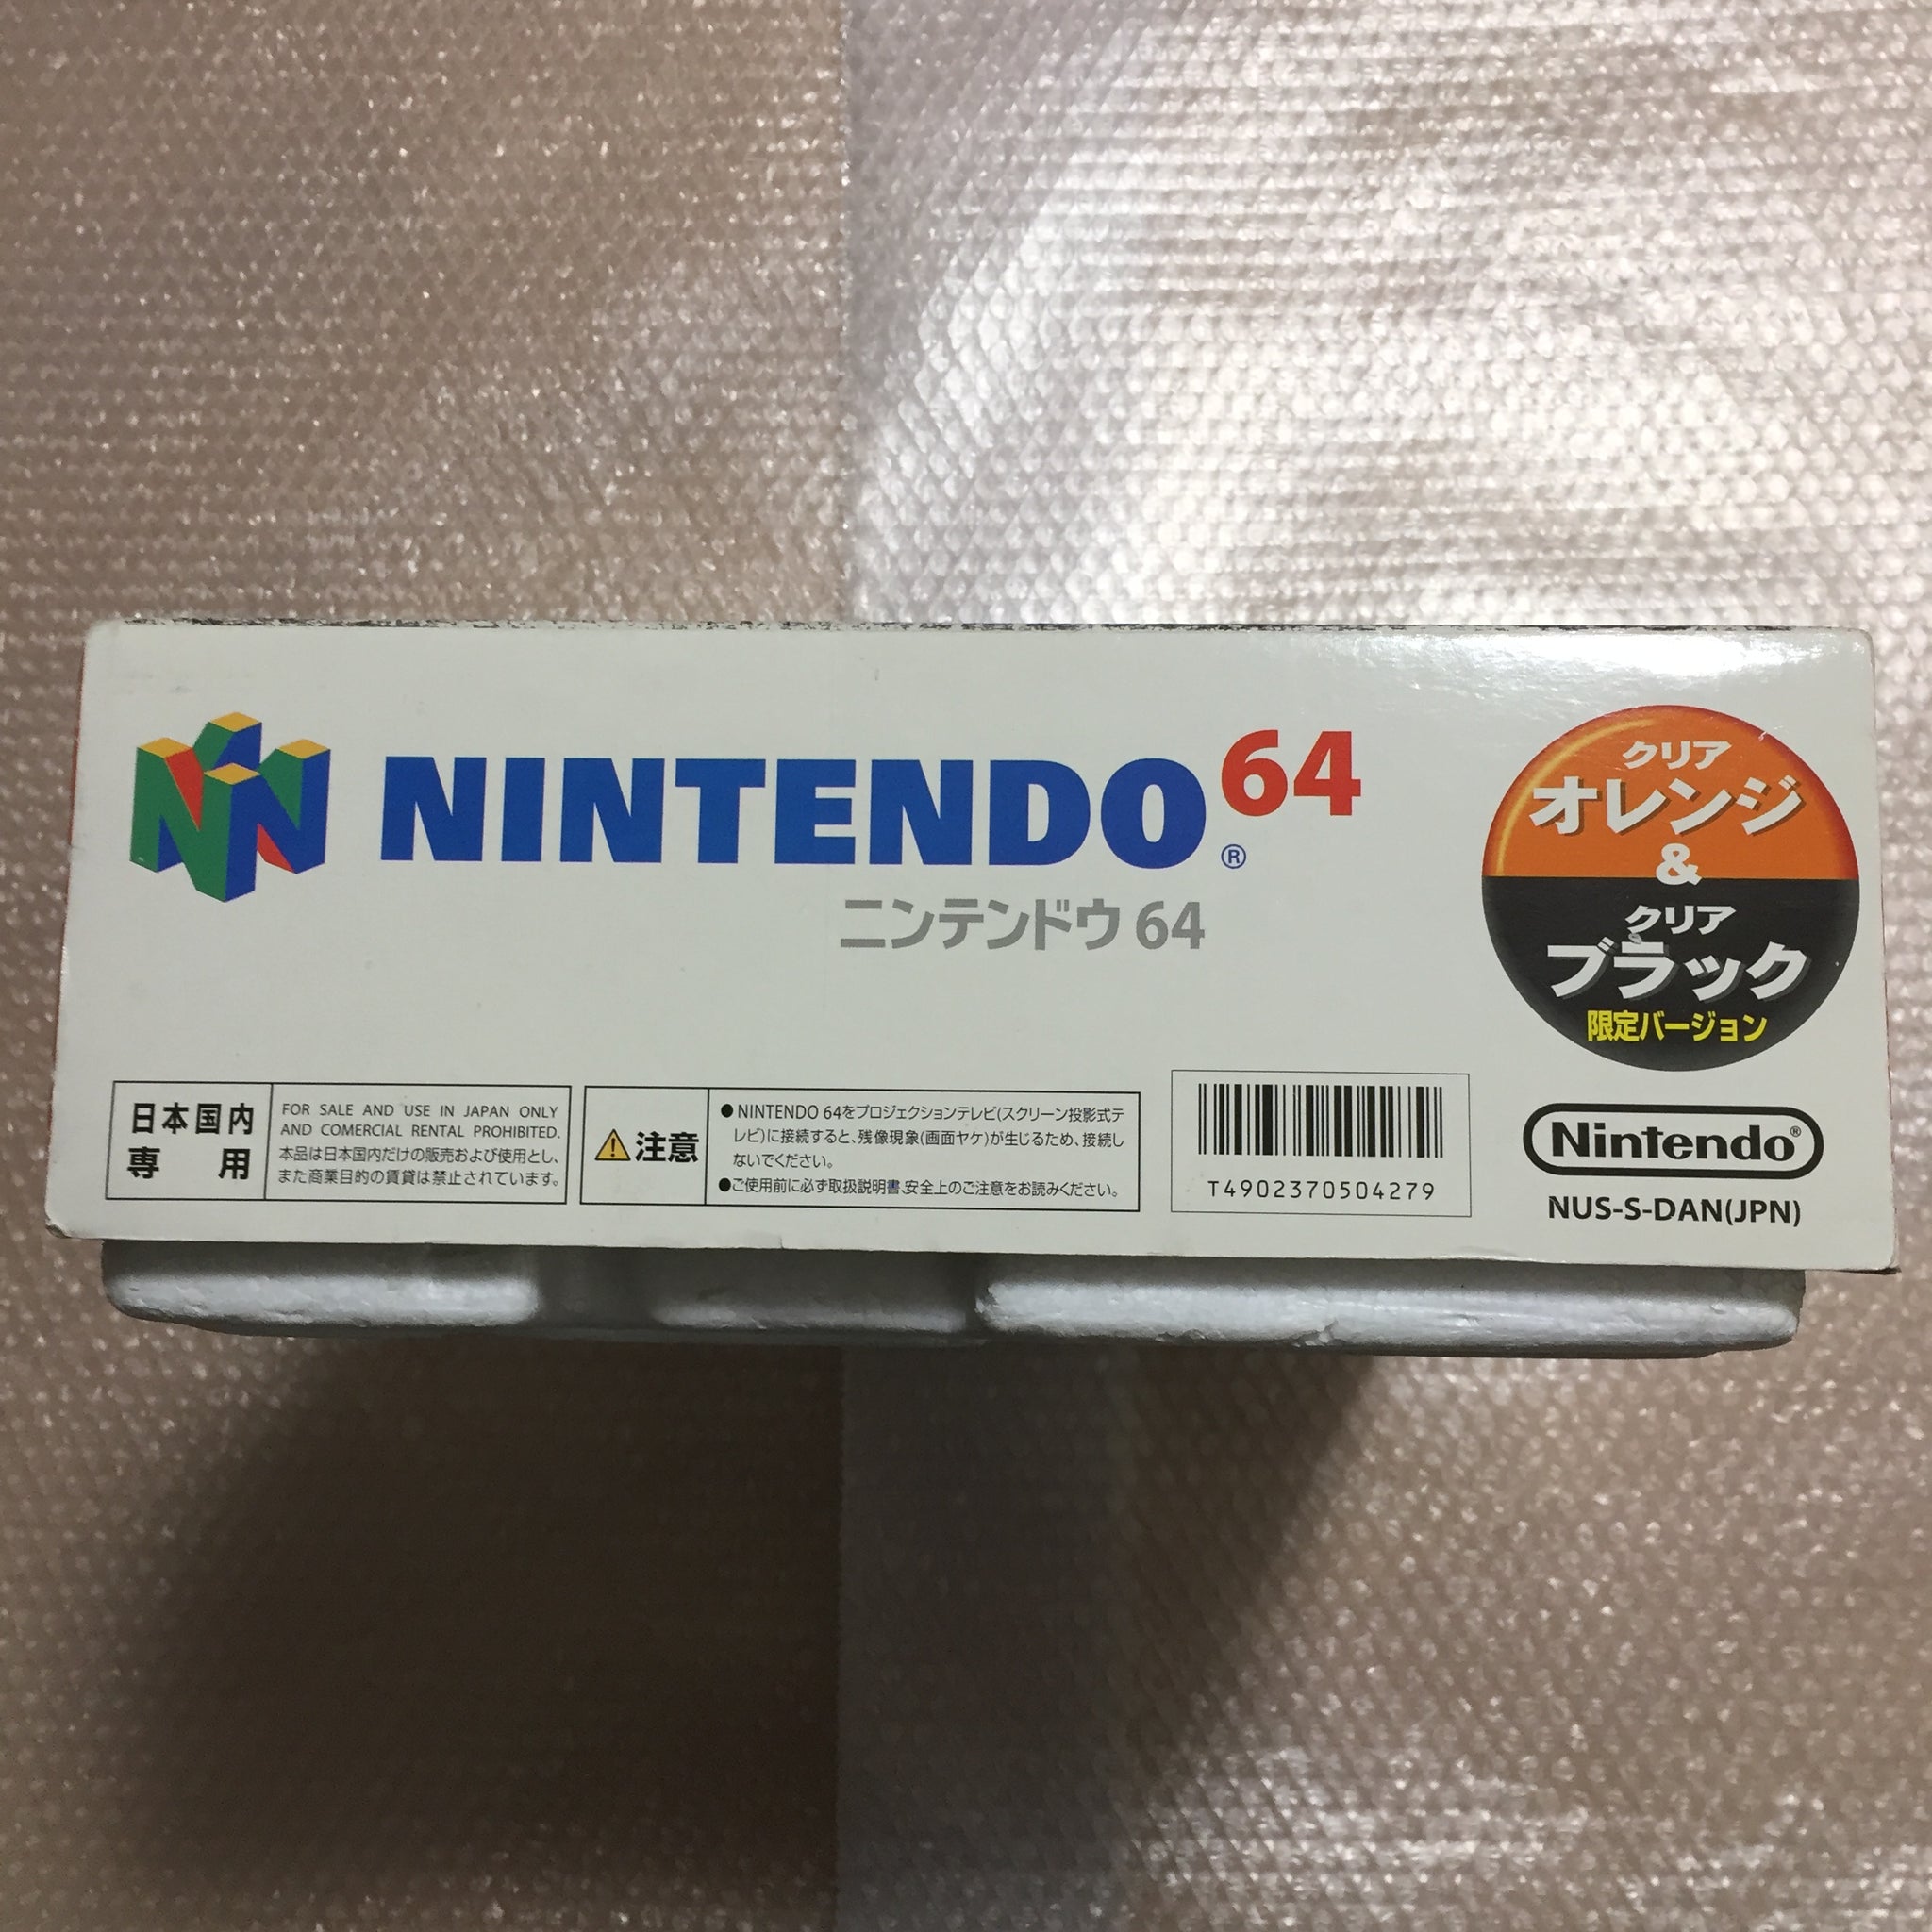 NINTENDO 64 ®
ニンテンドウ 64
クリア
オレンジ
&
クリア
ブラック
限定バージョン
日本国内
専用
FOR SALE AND USE IN JAPAN ONLY
AND COMERCIAL RENTAL PROHIBITED.
本品は日本国内だけの販売および使用とし、
また商業目的の賃貸は禁止されています。
注意
●NINTENDO 64をプロジェクションテレビ(スクリーン投影式テ
レビ)に接続すると、残像現象(画面ヤケ)が生じるため、接続し
ないでください。
●ご使用前に必ず取扱説明書、安全上のご注意をお読みください。
T4902370504279
Nintendo®
NUS-S-DAN(JPN)